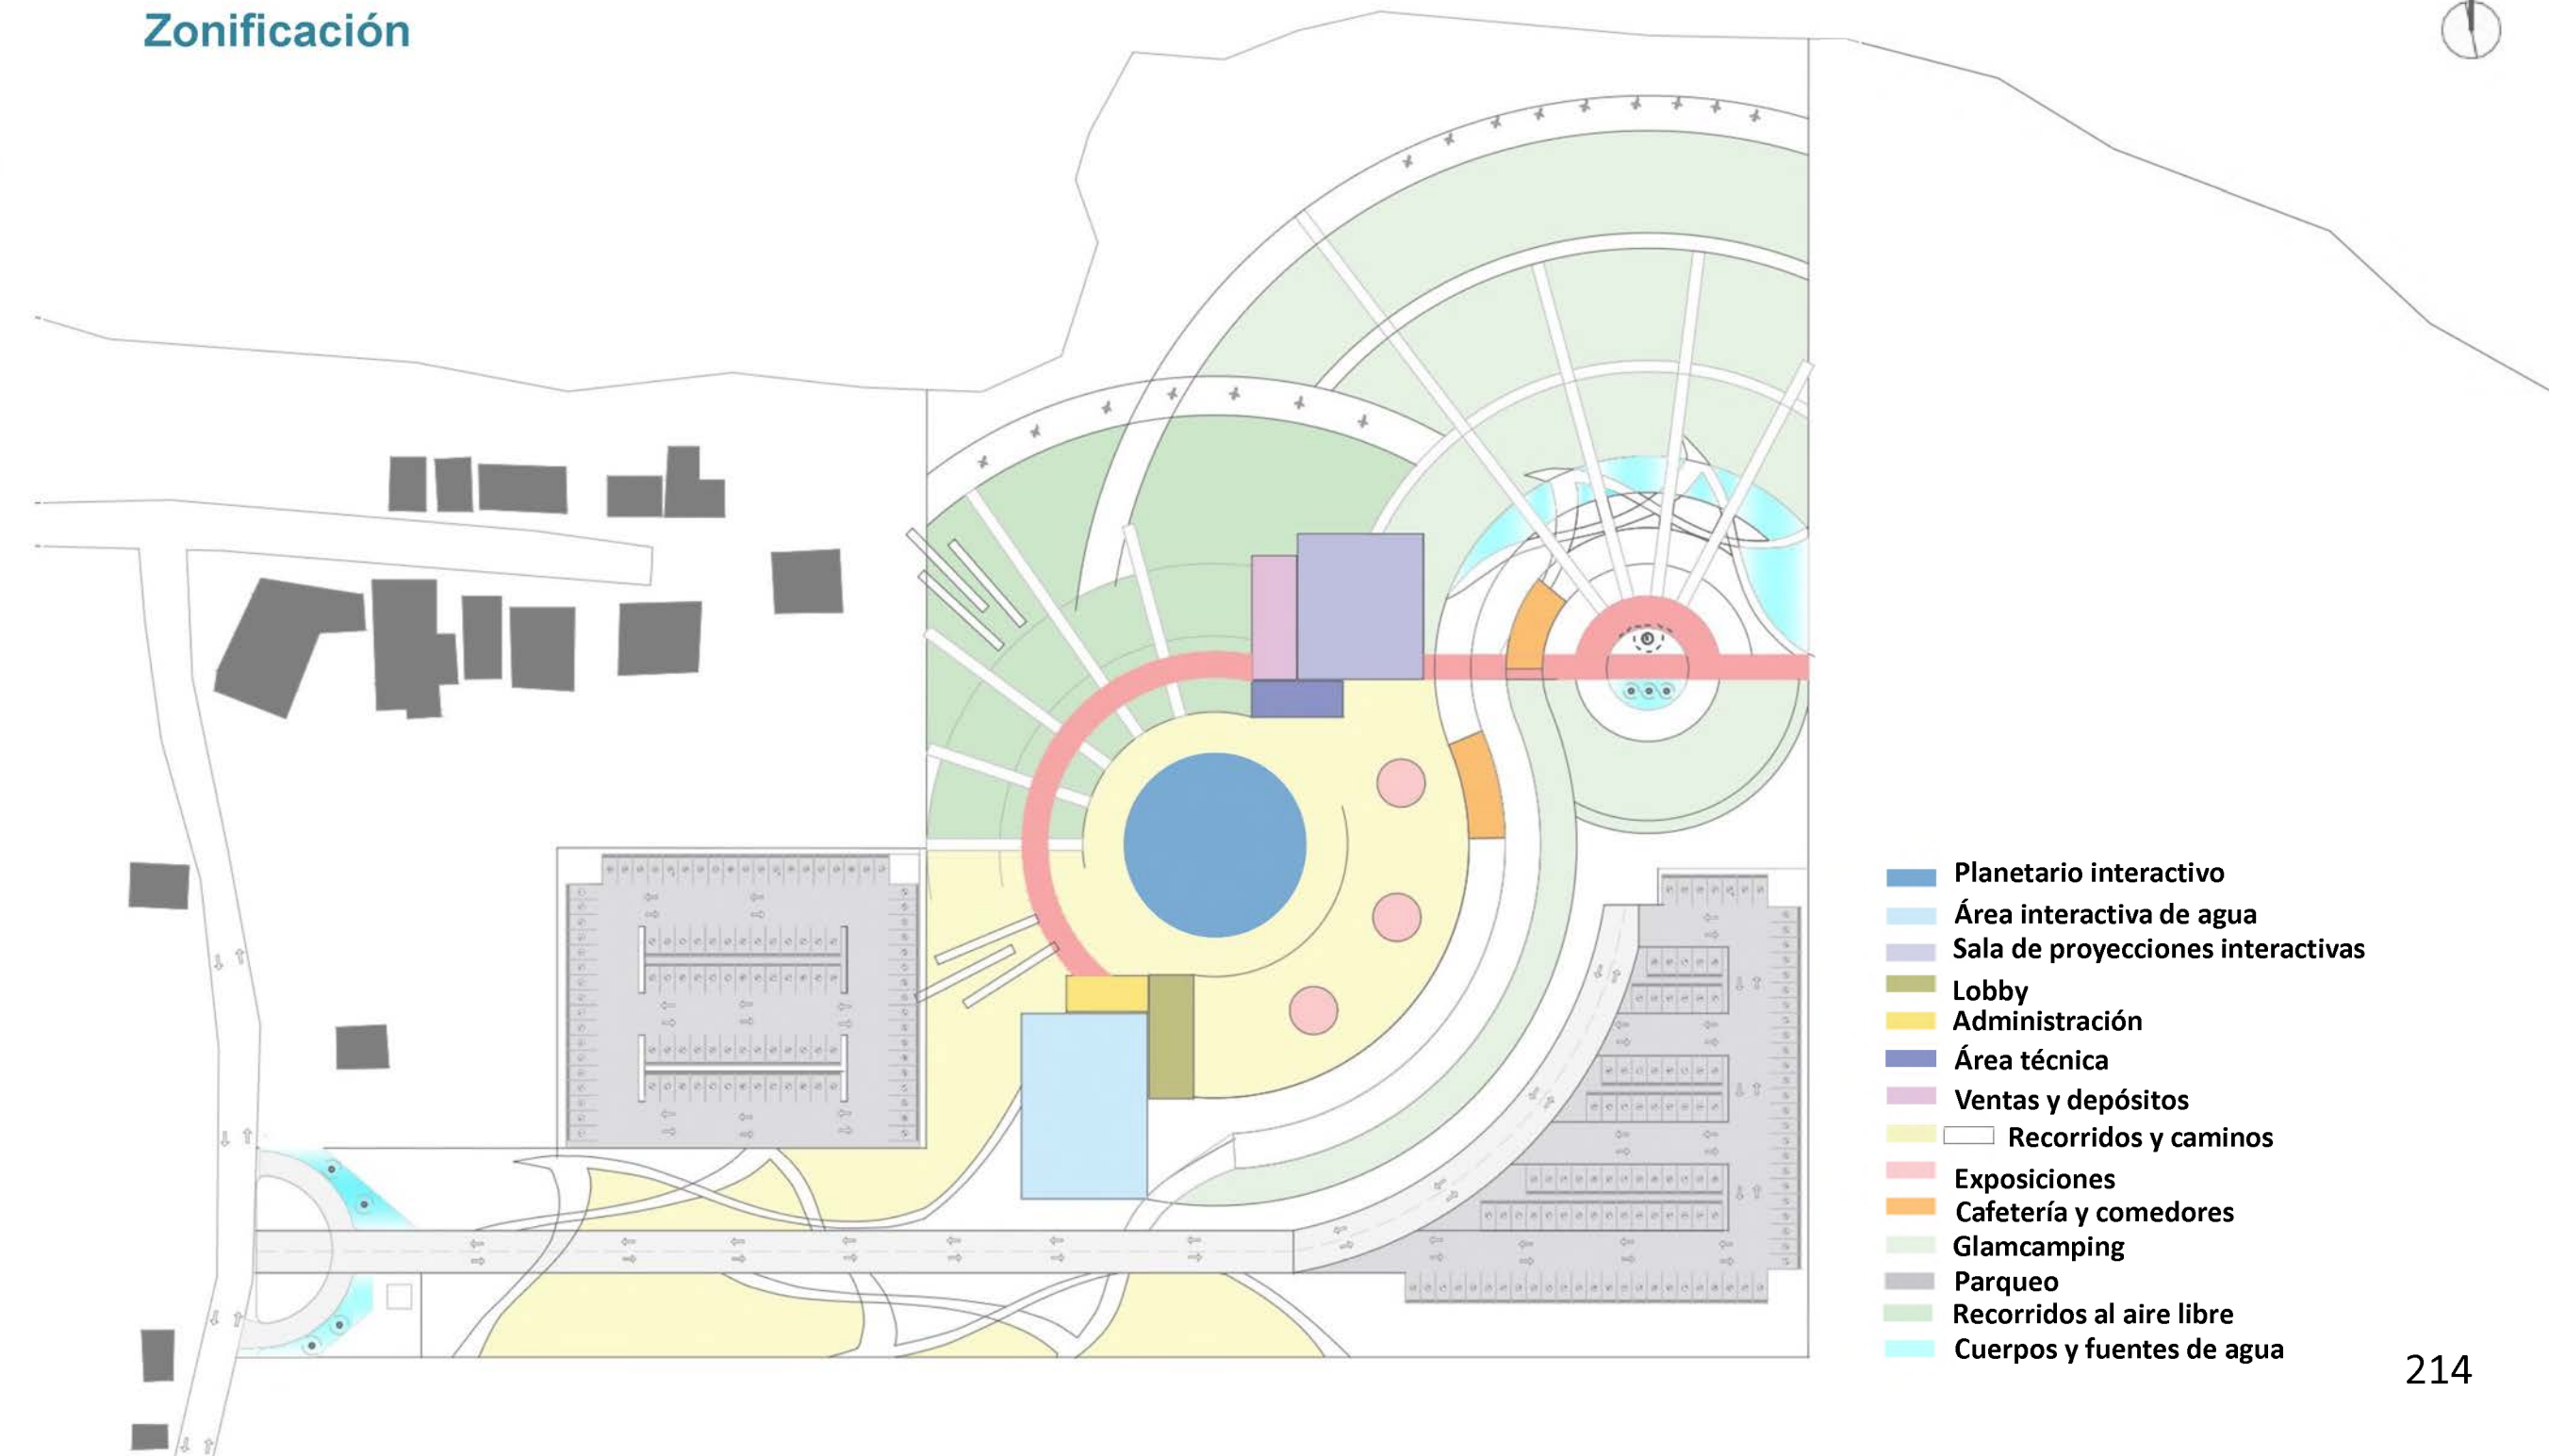 Zonificación
Planetario interactivo
Área interactiva de agua
Sala de proyecciones interactivas
Lobby
Administración
Área técnica
Ventas y depósitos
Recorridos y caminos
Exposiciones
Cafetería y comedores
Glamcamping
Parqueo
Recorridos al aire libre
Cuerpos y fuentes de agua
214